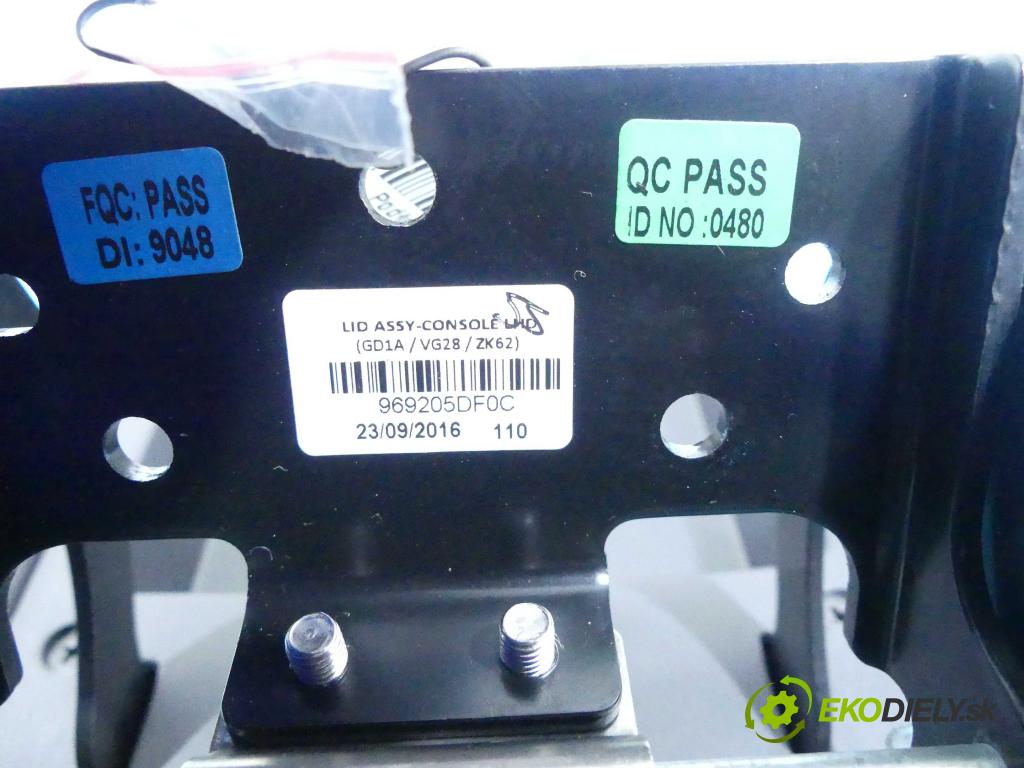 FQC: PASS
DI: 9048
QC PASS
ID NO :0480
LID ASSY-CONSOLE LHD
(GD1A / VG28 / ZK62)
969205DF0C
23/09/2016 110
EKODIELY.sk